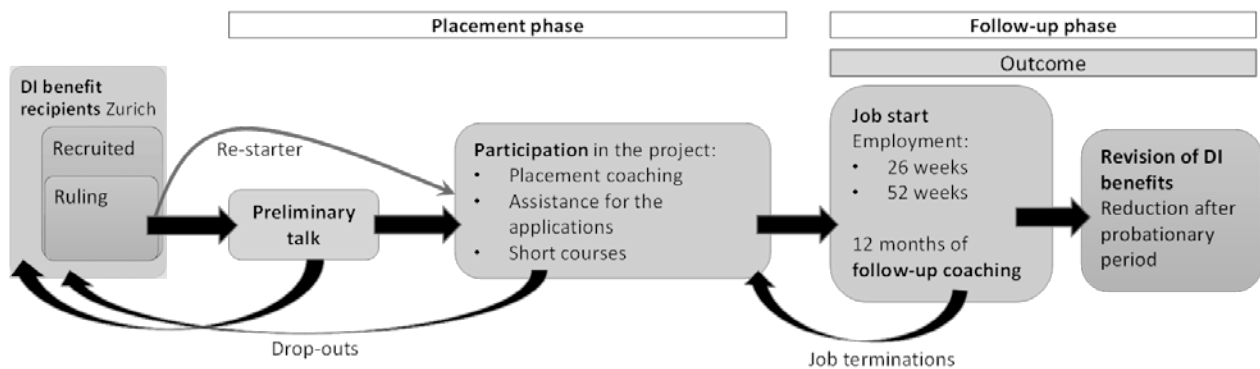 Placement phase
Follow-up phase
Outcome
DI benefit
recipients Zurich
Recruited
Ruling
Re-starter
Preliminary
talk
Participation in the project:
• Placement coaching
• Assistance for the
applications
• Short courses
Job start
Employment:
• 26 weeks
• 52 weeks
12 months of
follow-up coaching
Revision of DI
benefits
Reduction after
probationary
period
Drop-outs
Job terminations